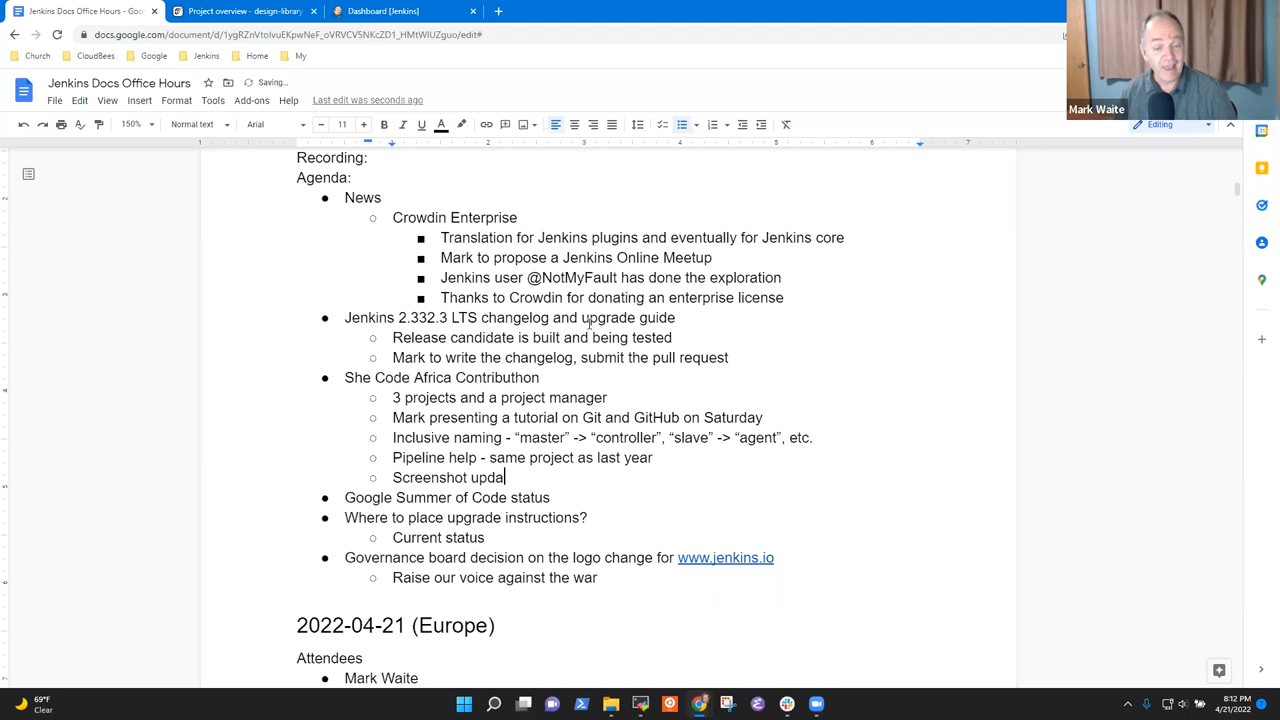 Jenkins Docs Office Hours - Goo
Project overview - design-library
Dashboard [Jenkins]
docs.google.com/document/d/1ygRZnVtoIvuEKpwNeF_oVRVCV5NKcZD1_HMtWIUZguo/edit#
Church
CloudBees
Google
Jenkins
Home
My
Mark Waite
Jenkins Docs Office Hours
Saving...
File Edit View Insert Format Tools Add-ons Help Last edit was seconds ago
150% Normal text Arial 11 Editing
1 2 3 4 5 6 7
Recording:
Agenda:
● News
○ Crowdin Enterprise
■ Translation for Jenkins plugins and eventually for Jenkins core
■ Mark to propose a Jenkins Online Meetup
■ Jenkins user @NotMyFault has done the exploration
■ Thanks to Crowdin for donating an enterprise license
● Jenkins 2.332.3 LTS changelog and upgrade guide
○ Release candidate is built and being tested
○ Mark to write the changelog, submit the pull request
● She Code Africa Contributhon
○ 3 projects and a project manager
○ Mark presenting a tutorial on Git and GitHub on Saturday
○ Inclusive naming - “master” -> “controller”, “slave” -> “agent”, etc.
○ Pipeline help - same project as last year
○ Screenshot upda
● Google Summer of Code status
● Where to place upgrade instructions?
○ Current status
● Governance board decision on the logo change for www.jenkins.io
○ Raise our voice against the war
2022-04-21 (Europe)
Attendees
● Mark Waite
69°F
Clear
8:12 PM
4/21/2022